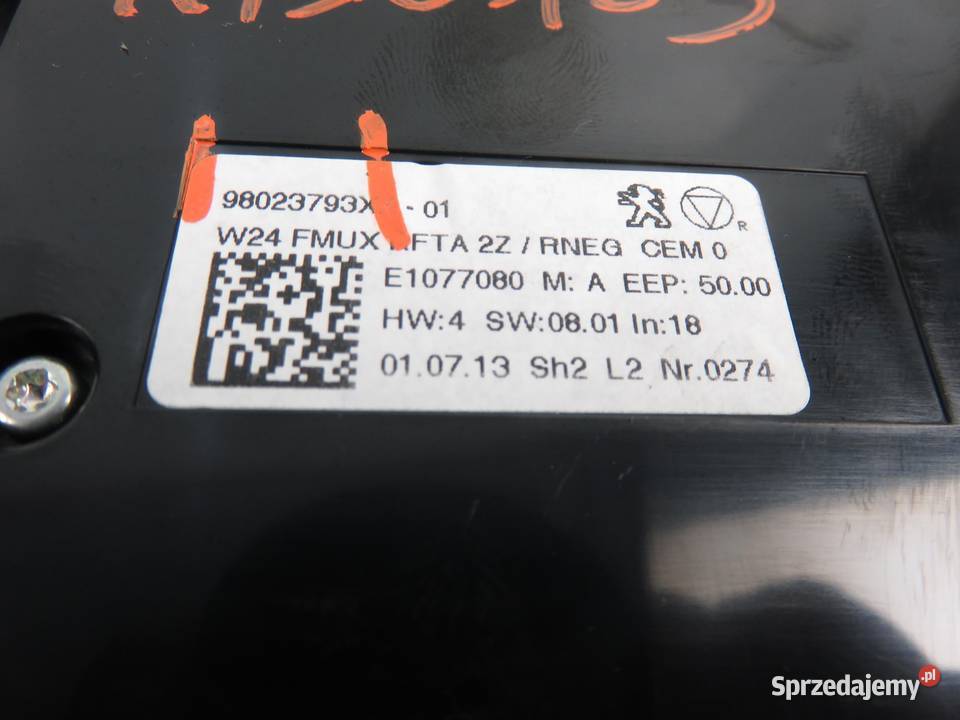 98023793X - 01
W24 FMUX RFTA 2Z / RNEG CEM 0
E1077080 M: A EEP: 50.00
HW:4 SW:08.01 In:18
01.07.13 Sh2 L2 Nr.0274
R
Sprzedajemy.pl